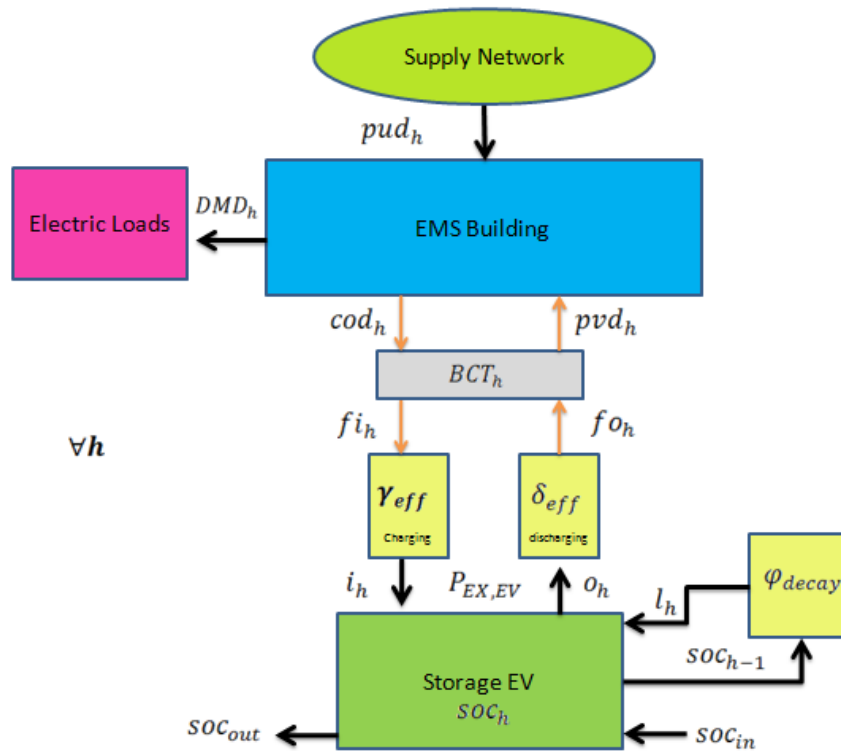 Supply Network
pud_h
Electric Loads
DMD_h
EMS Building
cod_h
pvd_h
BCT_h
fi_h
fo_h
∀h
γ_eff
Charging
δ_eff
discharging
i_h
P_EX,EV
o_h
l_h
φ_decay
soc_h-1
Storage EV
soc_h
soc_out
soc_in